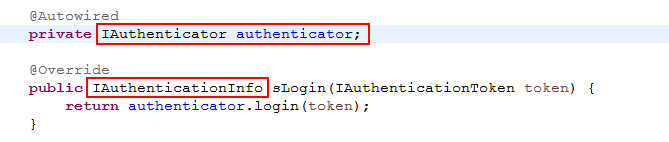 @Autowired
private IAuthenticator authenticator;
@Override
public IAuthenticationInfo sLogin(IAuthenticationToken token) {
return authenticator.login(token);
}